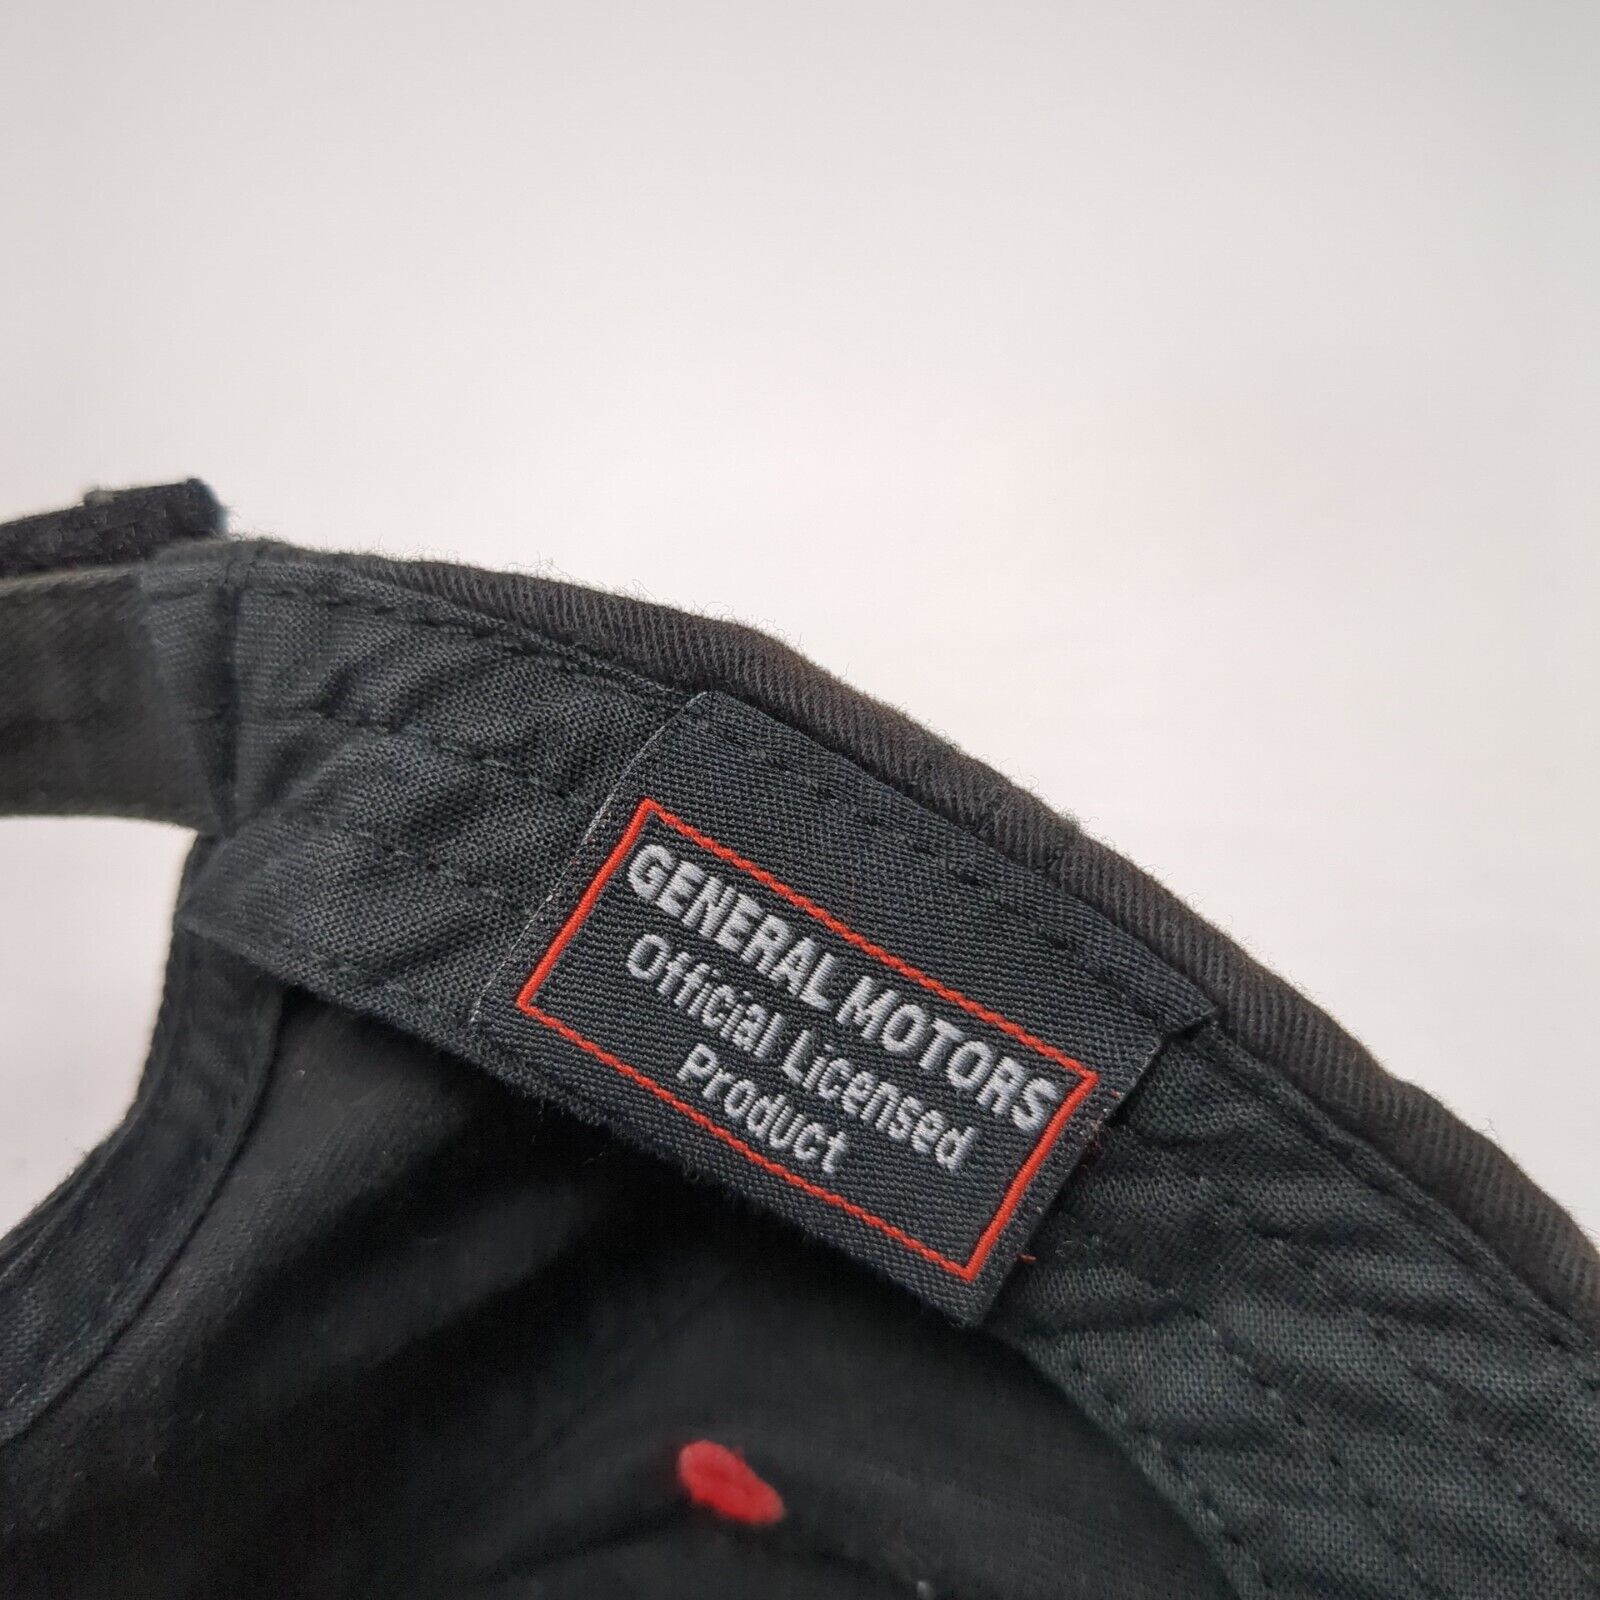 GENERAL MOTORS
Official Licensed
Product